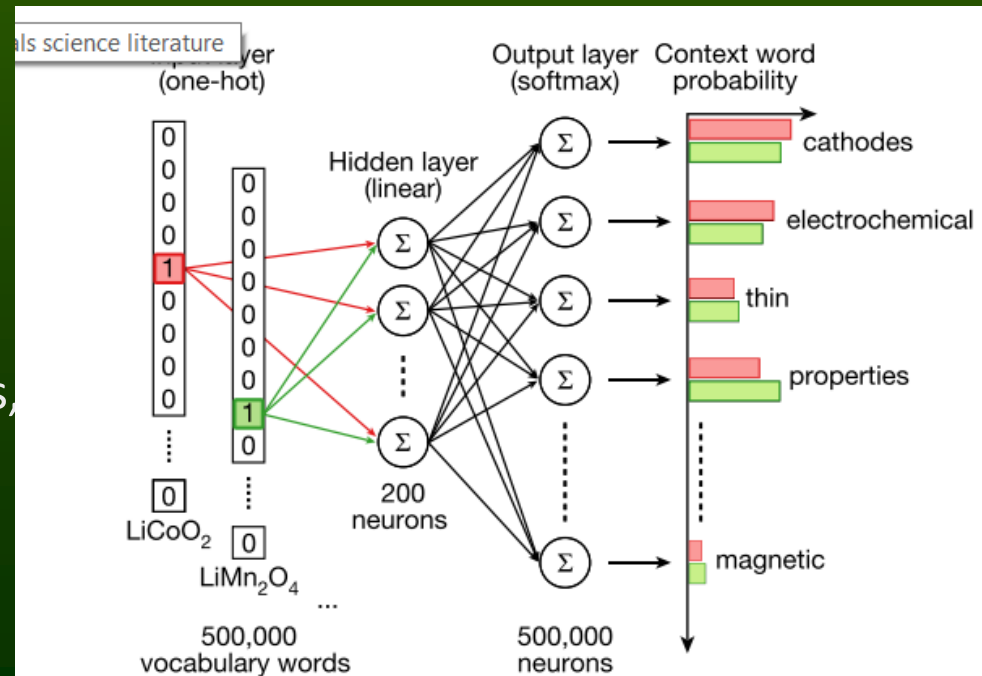 als science literature
layer
(one-hot)
0
0
0
0
1
0
0
0
0
0
LiCoO₂
0
0
0
0
0
0
0
1
0
0
LiMn₂O₄
...
500,000
vocabulary words
Hidden layer
(linear)
Σ
Σ
Σ
200
neurons
Output layer
(softmax)
Σ
Σ
Σ
Σ
Σ
500,000
neurons
Context word
probability
cathodes
electrochemical
thin
properties
magnetic
s,